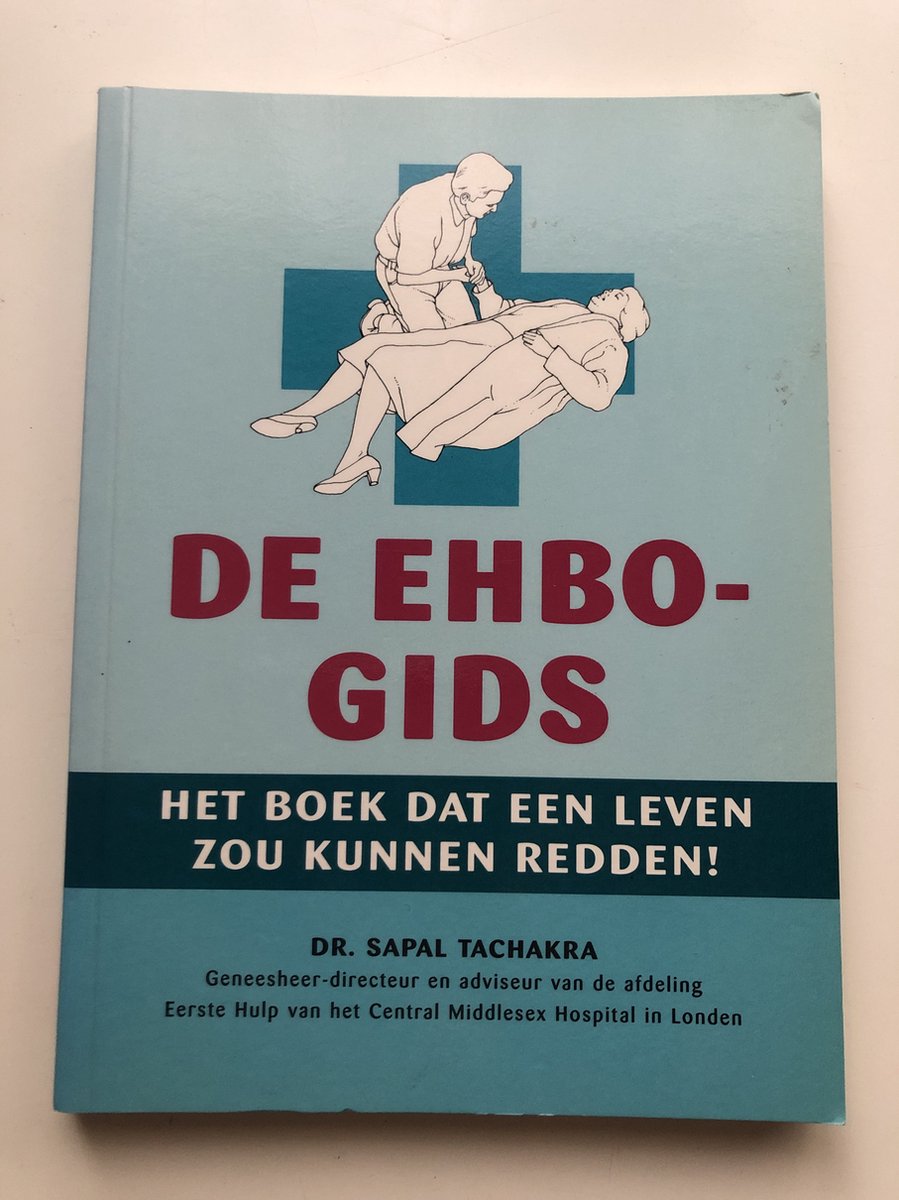 DE EHBO-
GIDS
HET BOEK DAT EEN LEVEN
ZOU KUNNEN REDDEN!
DR. SAPAL TACHAKRA
Geneesheer-directeur en adviseur van de afdeling
Eerste Hulp van het Central Middlesex Hospital in Londen